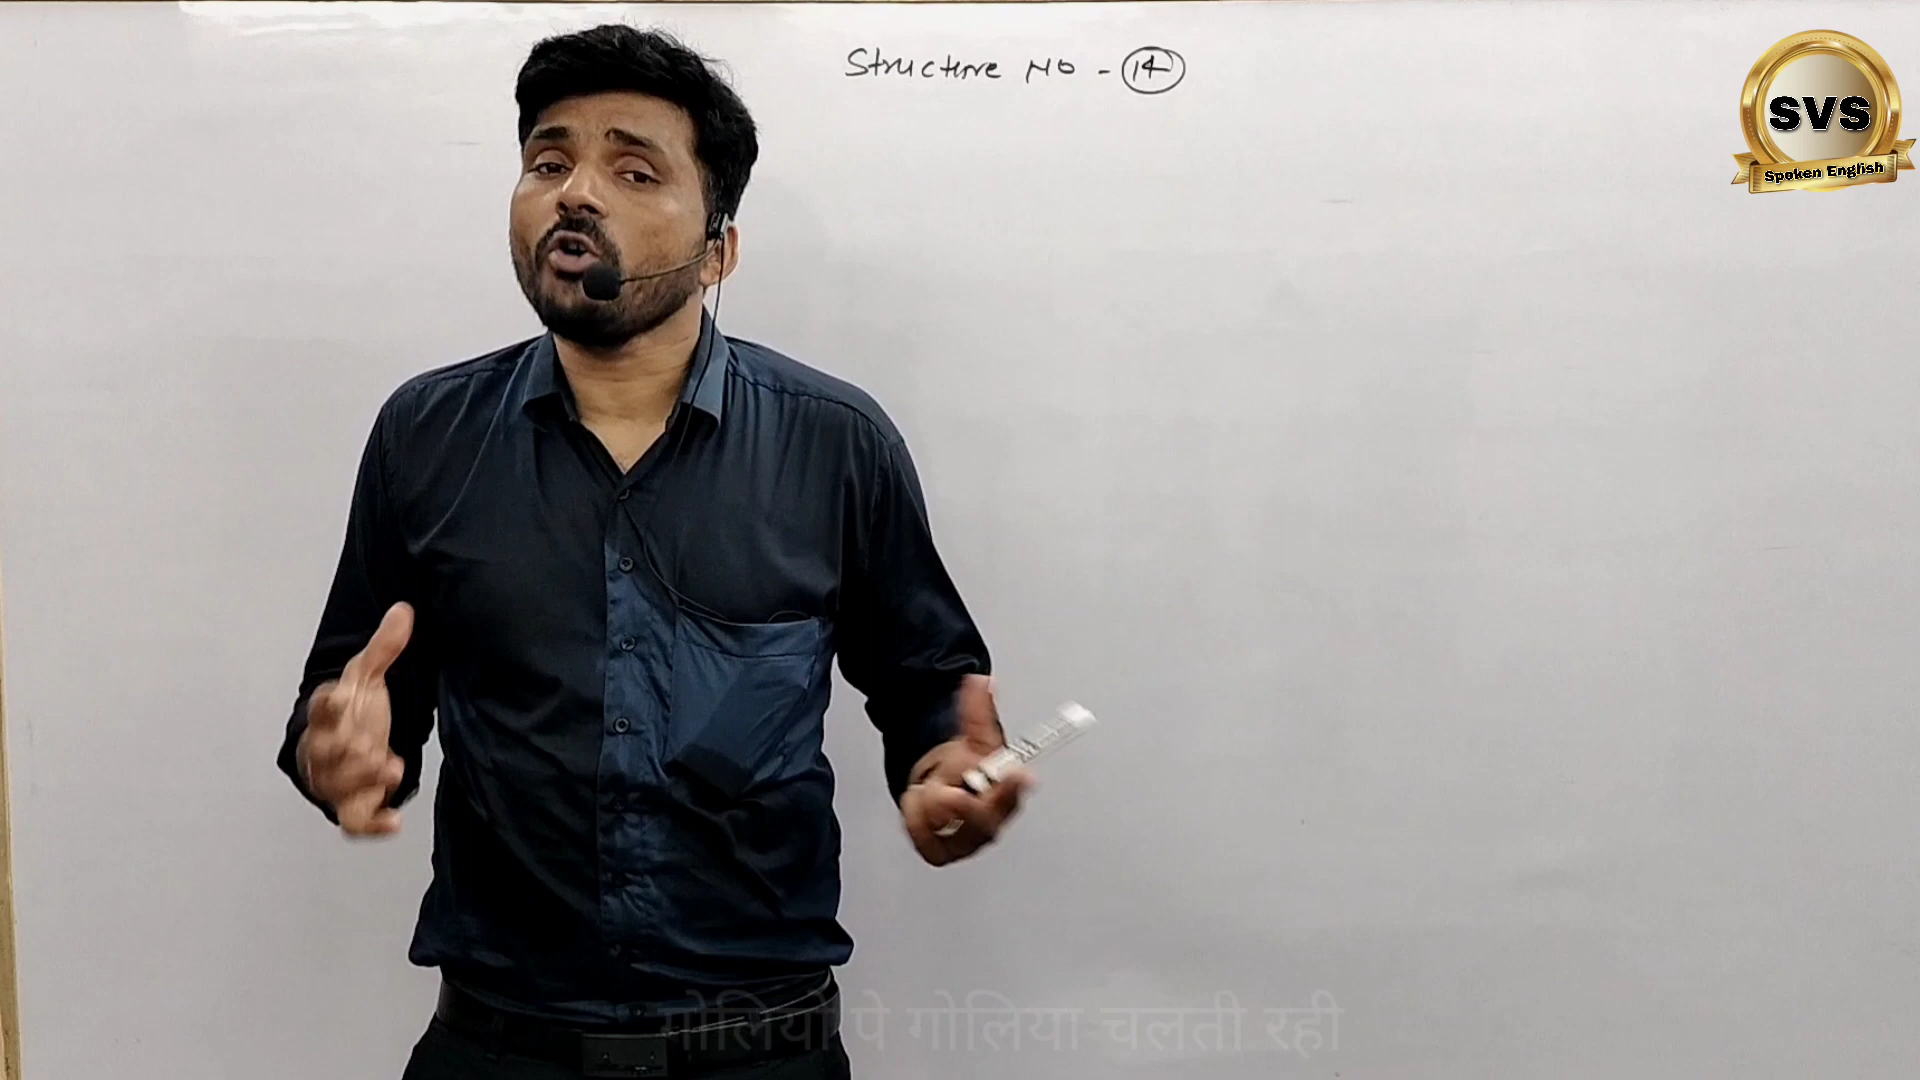 Structure No - 14
SVS
Spoken English
गोलियों पे गोलिया चलती रही